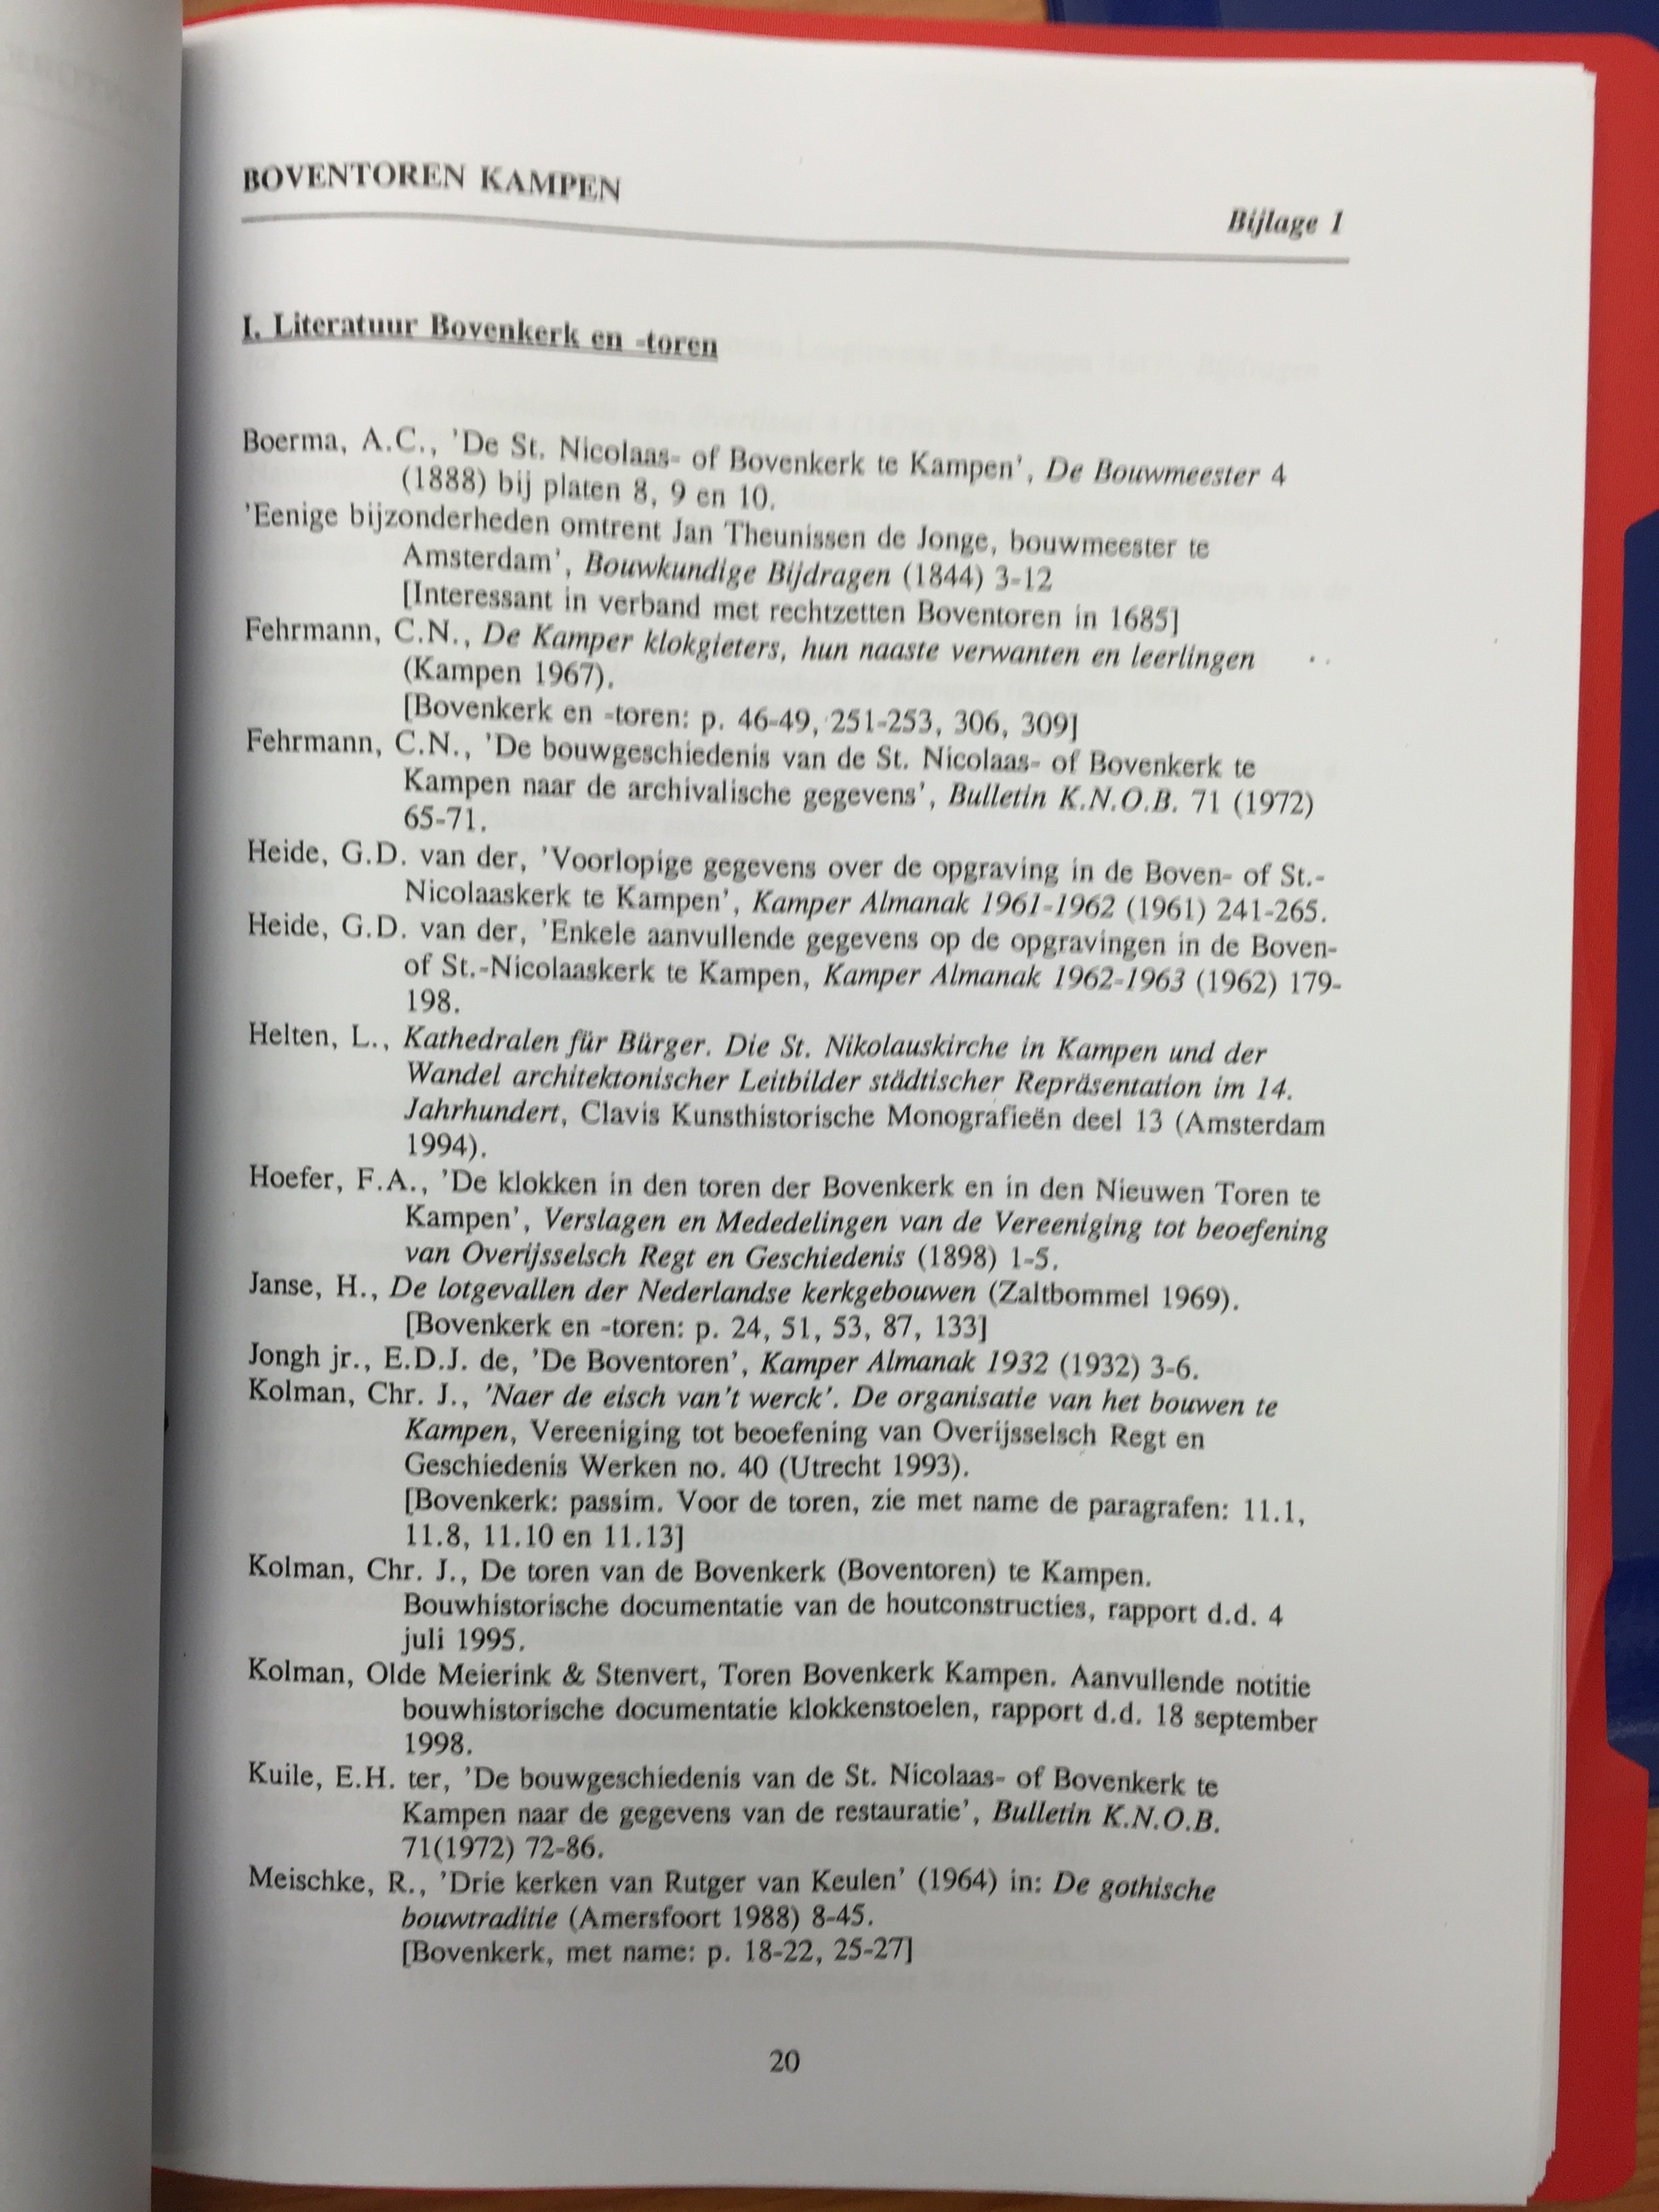 BOVENTOREN KAMPEN
Bijlage 1
I. Literatuur Bovenkerk en -toren
Boerma, A.C., 'De St. Nicolaas- of Bovenkerk te Kampen', De Bouwmeester 4
(1888) bij platen 8, 9 en 10.
'Eenige bijzonderheden omtrent Jan Theunissen de Jonge, bouwmeester te
Amsterdam', Bouwkundige Bijdragen (1844) 3-12
[Interessant in verband met rechtzetten Boventoren in 1685]
Fehrmann, C.N., De Kamper klokgieters, hun naaste verwanten en leerlingen
(Kampen 1967).
[Bovenkerk en -toren: p. 46-49, 251-253, 306, 309]
Fehrmann, C.N., 'De bouwgeschiedenis van de St. Nicolaas- of Bovenkerk te
Kampen naar de archivalische gegevens', Bulletin K.N.O.B. 71 (1972)
65-71.
Heide, G.D. van der, 'Voorlopige gegevens over de opgraving in de Boven- of St.-
Nicolaaskerk te Kampen', Kamper Almanak 1961-1962 (1961) 241-265.
Heide, G.D. van der, 'Enkele aanvullende gegevens op de opgravingen in de Boven-
of St.-Nicolaaskerk te Kampen, Kamper Almanak 1962-1963 (1962) 179-
198.
Helten, L., Kathedralen für Bürger. Die St. Nikolauskirche in Kampen und der
Wandel architektonischer Leitbilder städtischer Repräsentation im 14.
Jahrhundert, Clavis Kunsthistorische Monografieën deel 13 (Amsterdam
1994).
Hoefer, F.A., 'De klokken in den toren der Bovenkerk en in den Nieuwen Toren te
Kampen', Verslagen en Mededelingen van de Vereeniging tot beoefening
van Overijsselsch Regt en Geschiedenis (1898) 1-5.
Janse, H., De lotgevallen der Nederlandse kerkgebouwen (Zaltbommel 1969).
[Bovenkerk en -toren: p. 24, 51, 53, 87, 133]
Jongh jr., E.D.J. de, 'De Boventoren', Kamper Almanak 1932 (1932) 3-6.
Kolman, Chr. J., 'Naer de eisch van't werck'. De organisatie van het bouwen te
Kampen, Vereeniging tot beoefening van Overijsselsch Regt en
Geschiedenis Werken no. 40 (Utrecht 1993).
[Bovenkerk: passim. Voor de toren, zie met name de paragrafen: 11.1,
11.8, 11.10 en 11.13]
Kolman, Chr. J., De toren van de Bovenkerk (Boventoren) te Kampen.
Bouwhistorische documentatie van de houtconstructies, rapport d.d. 4
juli 1995.
Kolman, Olde Meierink & Stenvert, Toren Bovenkerk Kampen. Aanvullende notitie
bouwhistorische documentatie klokkenstoelen, rapport d.d. 18 september
1998.
Kuile, E.H. ter, 'De bouwgeschiedenis van de St. Nicolaas- of Bovenkerk te
Kampen naar de gegevens van de restauratie', Bulletin K.N.O.B.
71(1972) 72-86.
Meischke, R., 'Drie kerken van Rutger van Keulen' (1964) in: De gothische
bouwtraditie (Amersfoort 1988) 8-45.
[Bovenkerk, met name: p. 18-22, 25-27]
20